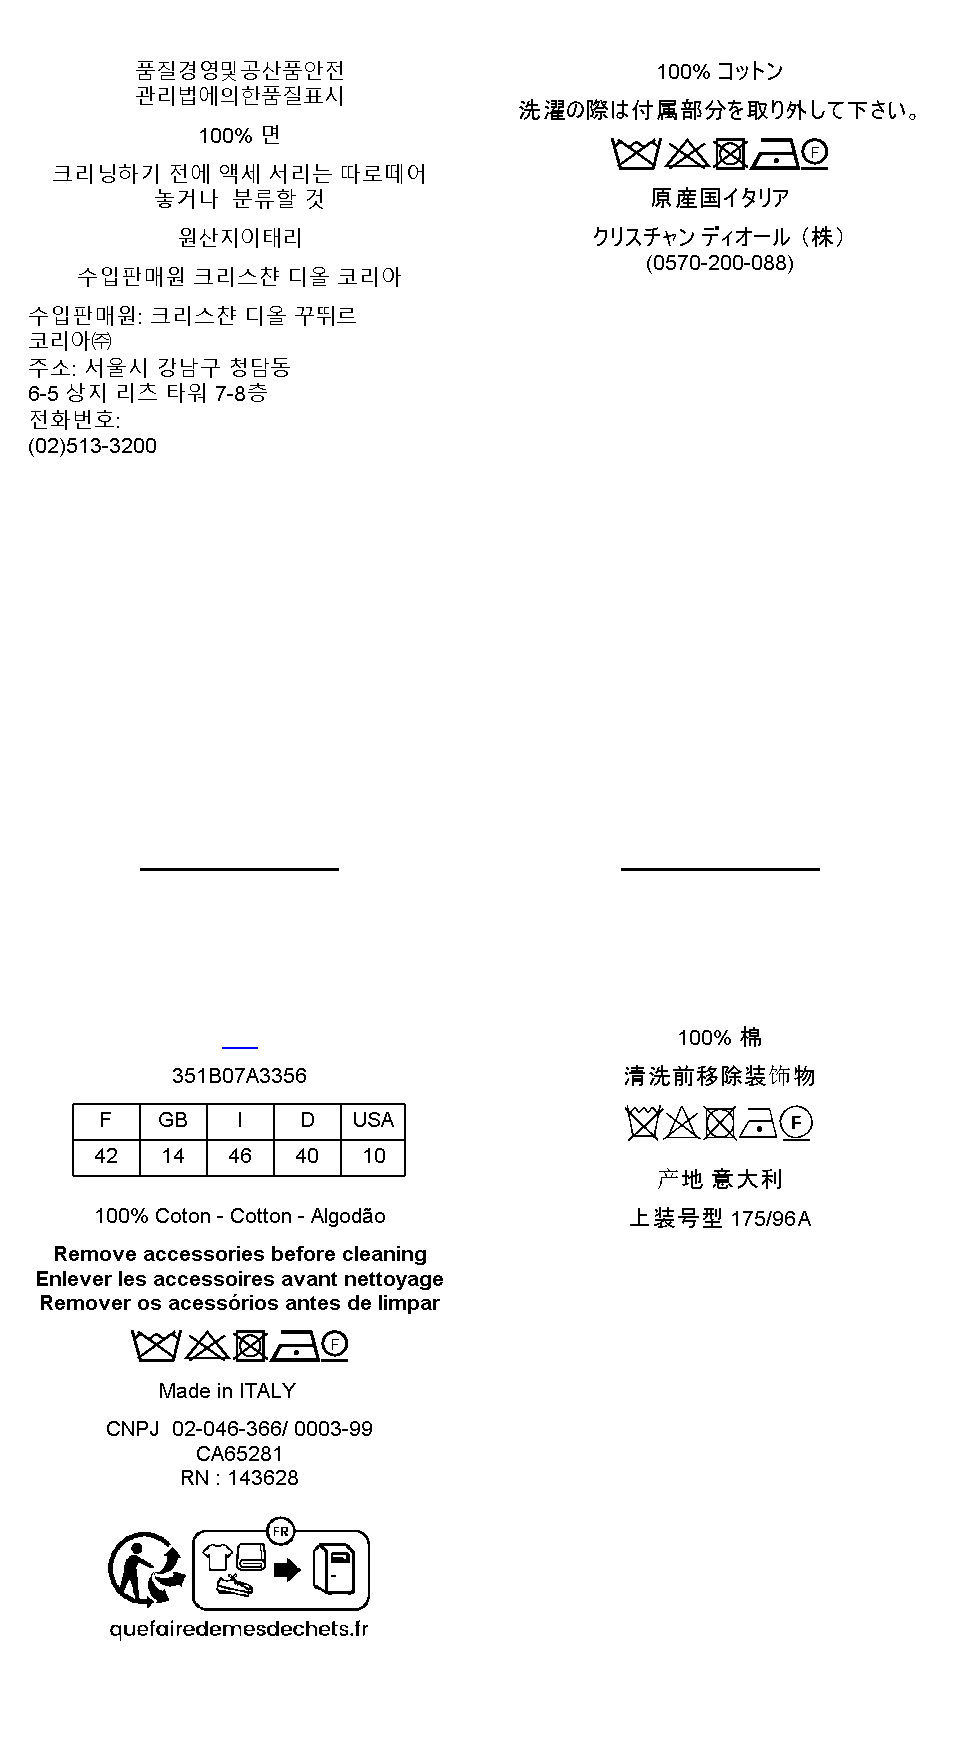 품질경영및공산품안전
관리법에의한품질표시
100% 면
크리닝하기 전에 액세 서리는 따로떼어
놓거나 분류할 것
원산지이태리
수입판매원 크리스챤 디올 코리아
수입판매원: 크리스챤 디올 꾸뛰르
코리아㈜
주소: 서울시 강남구 청담동
6-5 상지 리츠 타워 7-8층
전화번호:
(02)513-3200
100% コットン
洗濯の際は付属部分を取り外して下さい。
F
原産国イタリア
クリスチャン ディオール（株）
(0570-200-088)
351B07A3356
F GB I D USA
42 14 46 40 10
100% Coton - Cotton - Algodão
Remove accessories before cleaning
Enlever les accessoires avant nettoyage
Remover os acessórios antes de limpar
F
Made in ITALY
CNPJ 02-046-366/ 0003-99
CA65281
RN : 143628
FR
quefairedemesdechets.fr
100% 棉
清洗前移除装饰物
F
产地 意大利
上装号型 175/96A